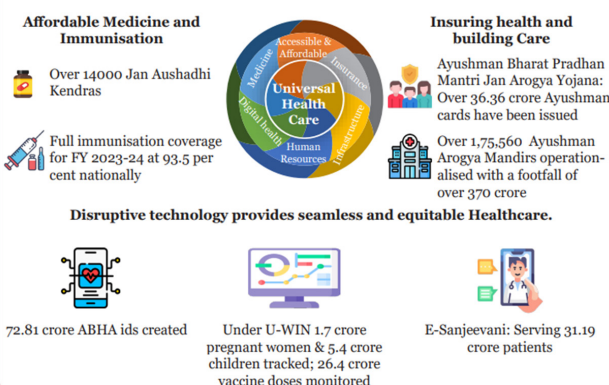 Affordable Medicine and
Immunisation
Over 14000 Jan Aushadhi
Kendras
Full immunisation coverage
for FY 2023-24 at 93.5 per
cent nationally
Accessible &
Affordable
Medicine
Insurance
Universal
Health
Care
Digital health
Infrastructure
Human
Resources
Insuring health and
building Care
Ayushman Bharat Pradhan
Mantri Jan Arogya Yojana:
Over 36.36 crore Ayushman
cards have been issued
Over 1,75,560 Ayushman
Arogya Mandirs operation-
alised with a footfall of
over 370 crore
Disruptive technology provides seamless and equitable Healthcare.
72.81 crore ABHA ids created
Under U-WIN 1.7 crore
pregnant women & 5.4 crore
children tracked; 26.4 crore
vaccine doses monitored
E-Sanjeevani: Serving 31.19
crore patients